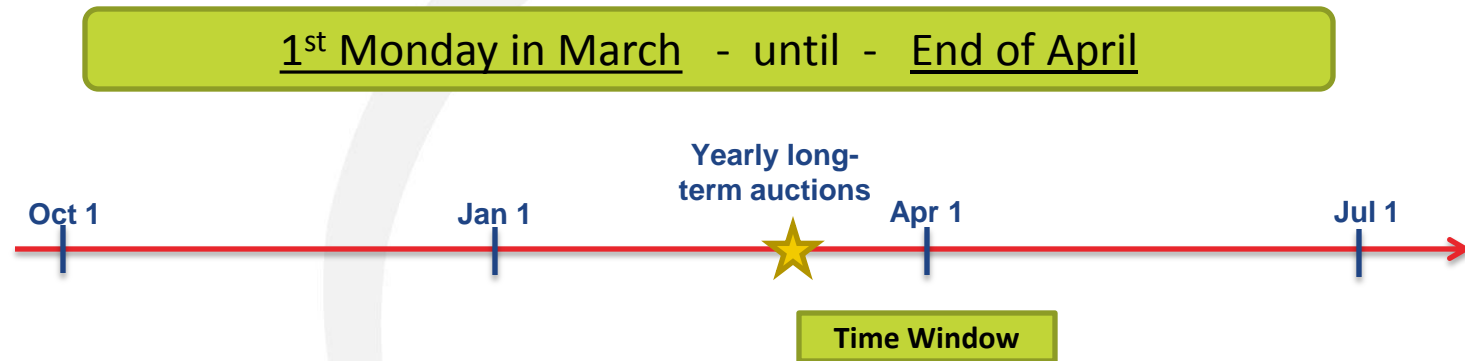 1st Monday in March - until - End of April
Yearly long-
term auctions
Oct 1
Jan 1
Apr 1
Jul 1
Time Window